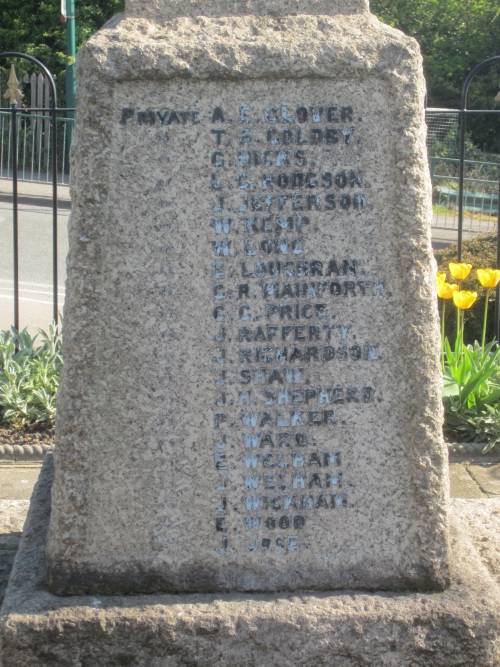 PRIVATE A. E. GLOVER.
" T. A. GOLDBY.
" G. HICKS.
" L. G. HODGSON.
" J. JEFFERSON.
" W. KEMP.
" W. LONG.
" E. LOUGHRAN.
" C. R. MAINFORTH.
" G. G. PRICE.
" J. RAFFERTY.
" J. RICHARDSON.
" J. SHAW.
" J. H. SHEPHERD.
" P. WALKER.
" J. WARD.
" E. WELHAM
" J. WELHAM.
" J. WICKHAM.
" E. WOOD
" J.